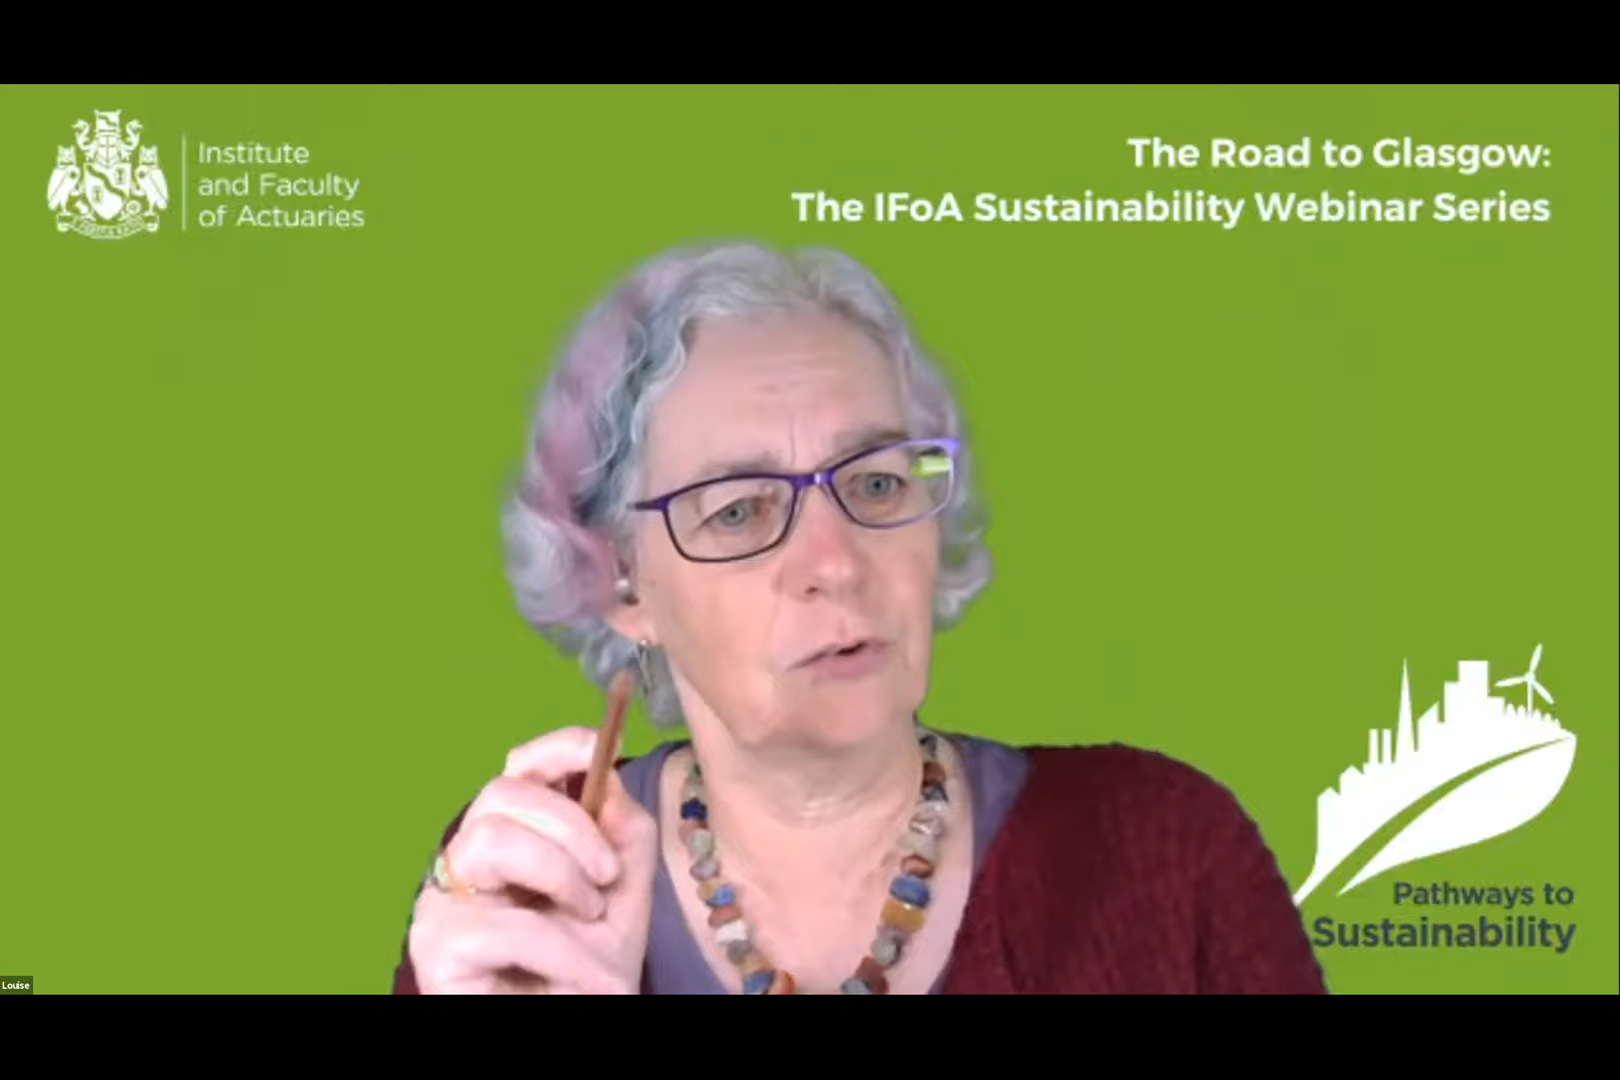 Institute
and Faculty
of Actuaries
The Road to Glasgow:
The IFoA Sustainability Webinar Series
Pathways to
Sustainability
Louise